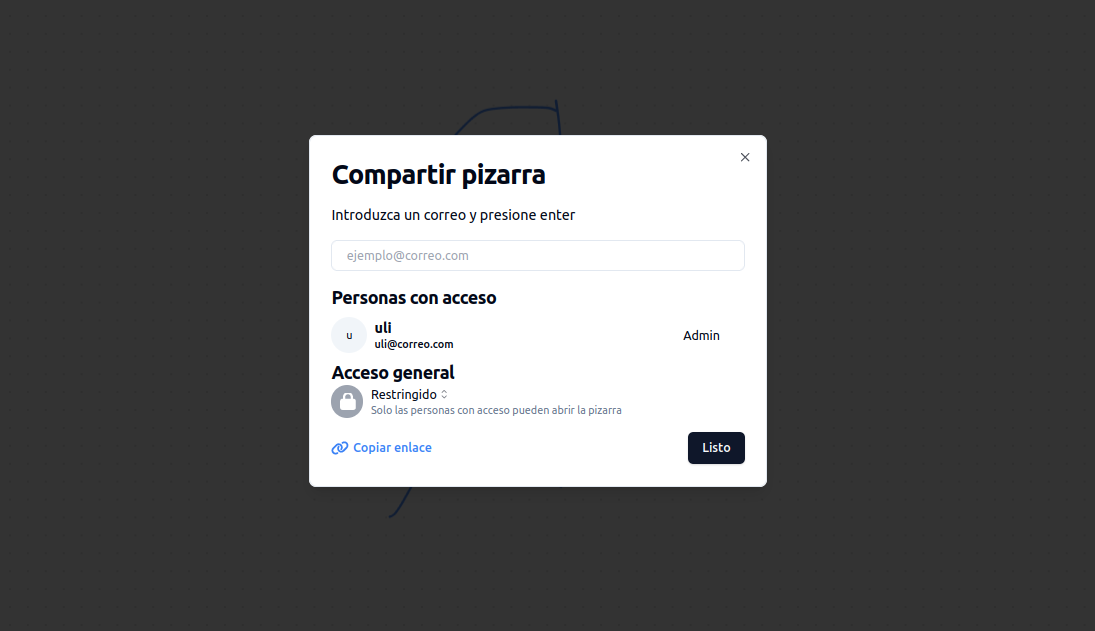 Compartir pizarra
Introduzca un correo y presione enter
ejemplo@correo.com
Personas con acceso
u
uli
uli@correo.com
Admin
Acceso general
Restringido
Solo las personas con acceso pueden abrir la pizarra
Copiar enlace
Listo